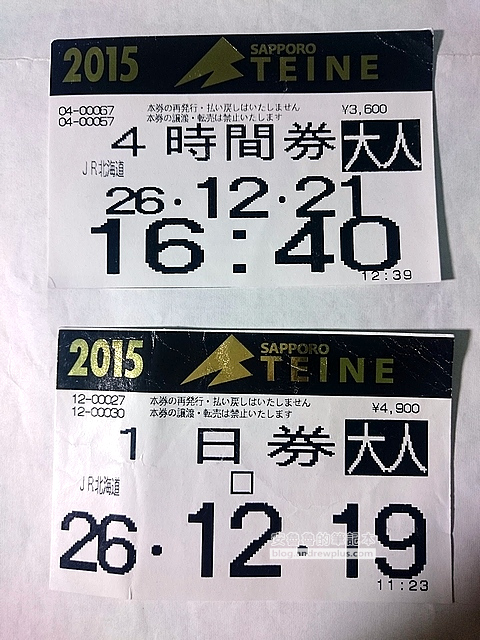 2015 SAPPORO
TEINE
04-00067
04-00057
本券の再発行・払い戻しはいたしません
本券の譲渡・転売は禁止いたします
¥3,600
4時間券 大人
JR北海道
26・12・21
16:40
12:39
2015 SAPPORO
TEINE
12-00027
12-00030
本券の再発行・払い戻しはいたしません
本券の譲渡・転売は禁止いたします
¥4,900
1日券 大人
JR北海道
26・12・19
11:23